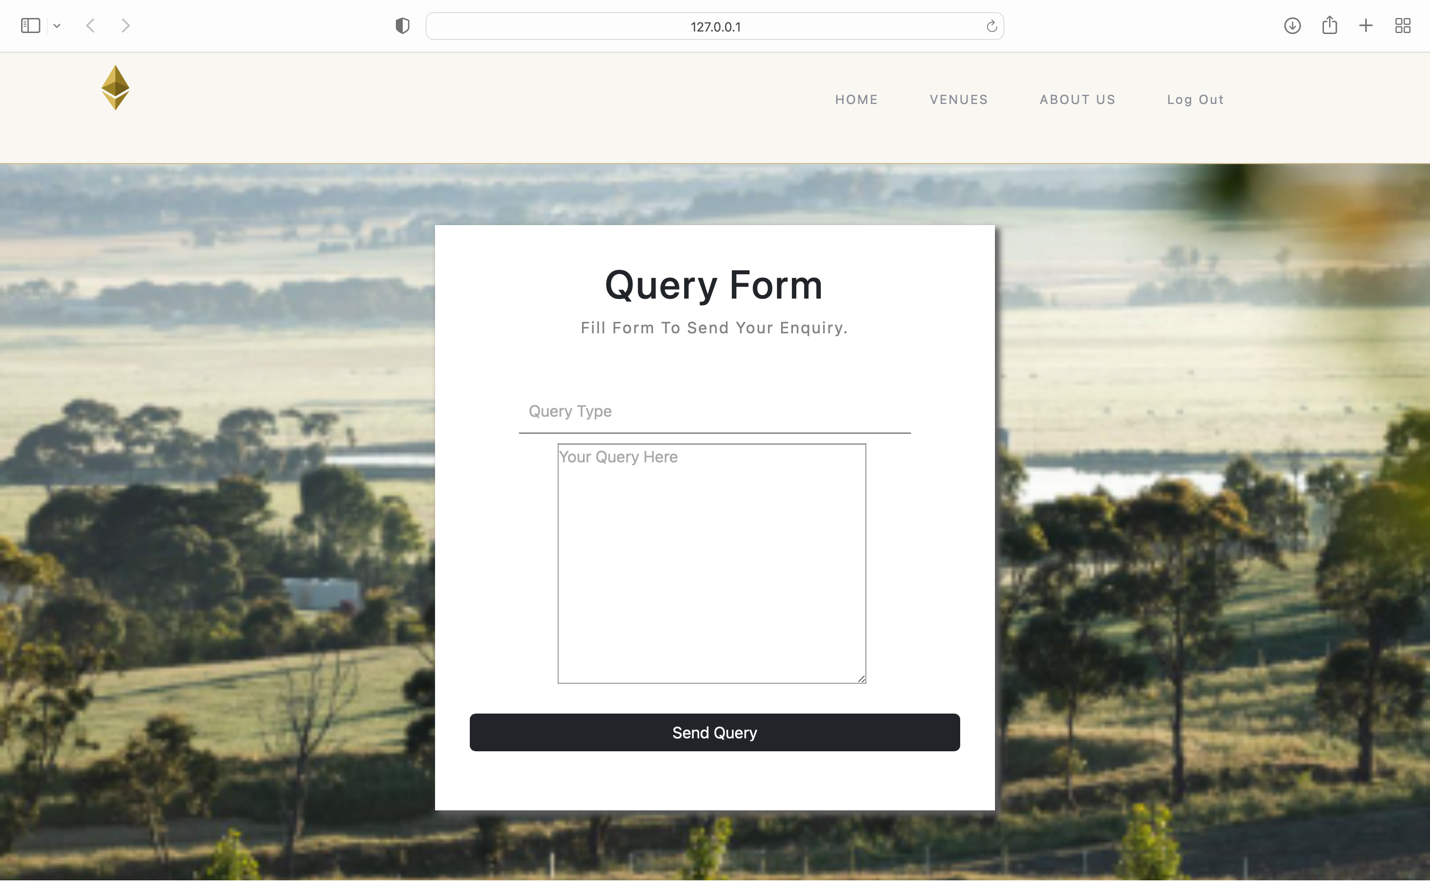 127.0.0.1
HOME VENUES ABOUT US Log Out
Query Form
Fill Form To Send Your Enquiry.
Query Type
Your Query Here
Send Query